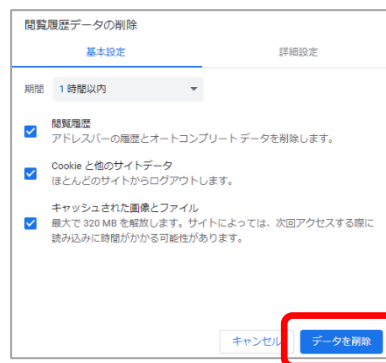 閲覧履歴データの削除
基本設定 詳細設定
期間 1 時間以内
閲覧履歴
アドレスバーの履歴とオートコンプリート データを削除します。
Cookie と他のサイトデータ
ほとんどのサイトからログアウトします。
キャッシュされた画像とファイル
最大で 320 MB を解放します。サイトによっては、次回アクセスする際に
読み込みに時間がかかる可能性があります。
キャンセル データを削除